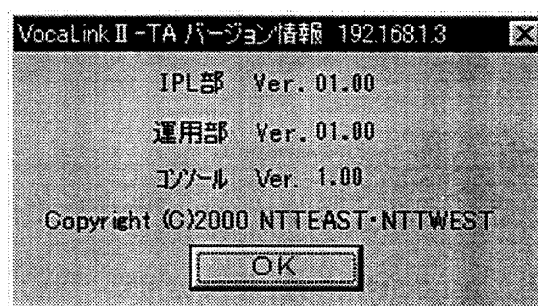 VocaLinkⅡ-TA バージョン情報 192.168.1.3
IPL部 Ver. 01.00
運用部 Ver. 01.00
コンソール Ver. 1.00
Copyright (C)2000 NTTEAST・NTTWEST
OK